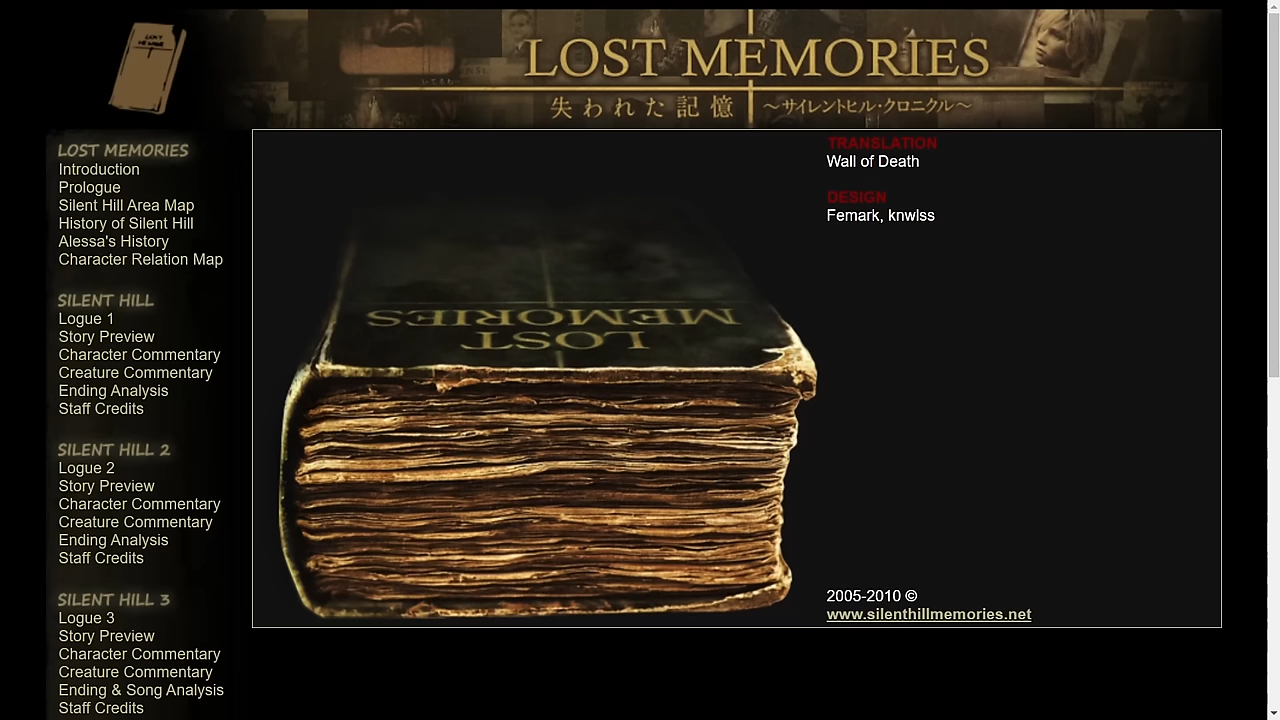 LOST MEMORIES
失われた記憶 ～サイレントヒル・クロニクル～
LOST MEMORIES
Introduction
Prologue
Silent Hill Area Map
History of Silent Hill
Alessa's History
Character Relation Map
SILENT HILL
Logue 1
Story Preview
Character Commentary
Creature Commentary
Ending Analysis
Staff Credits
SILENT HILL 2
Logue 2
Story Preview
Character Commentary
Creature Commentary
Ending Analysis
Staff Credits
SILENT HILL 3
Logue 3
Story Preview
Character Commentary
Creature Commentary
Ending & Song Analysis
Staff Credits
LOST
MEMORIES
TRANSLATION
Wall of Death
DESIGN
Femark, knwlss
2005-2010 ©
www.silenthillmemories.net